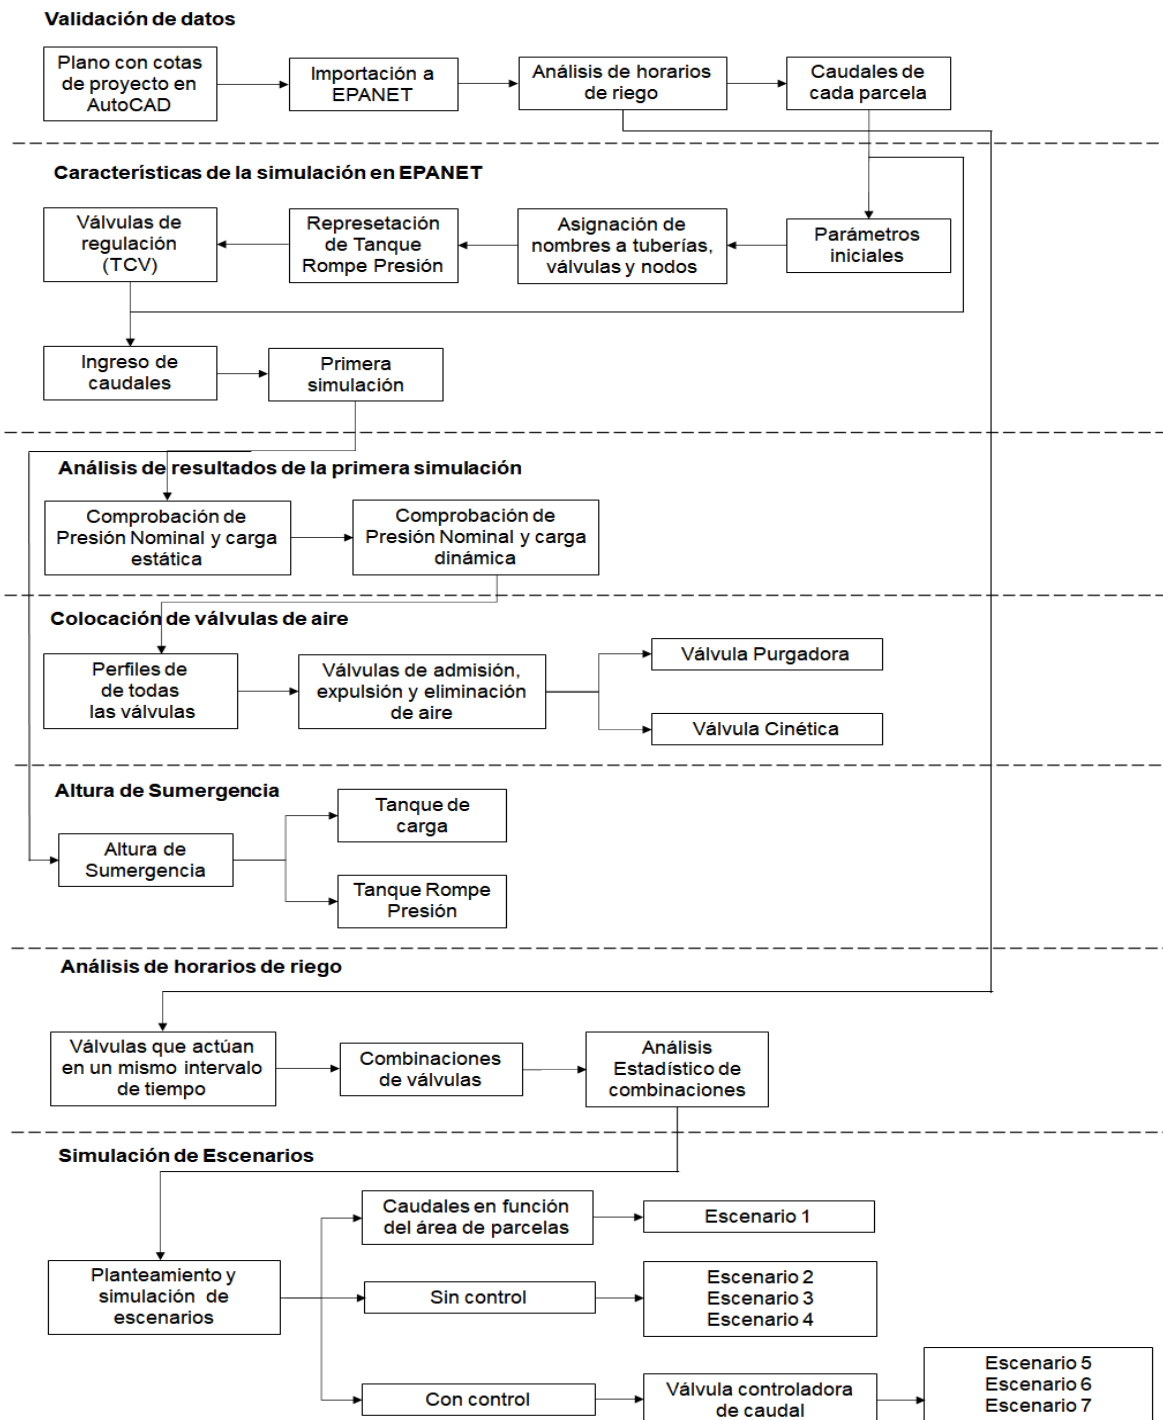 Validación de datos
Plano con cotas
de proyecto en
AutoCAD
Importación a
EPANET
Análisis de horarios
de riego
Caudales de
cada parcela
Características de la simulación en EPANET
Válvulas de
regulación
(TCV)
Represetación
de Tanque
Rompe Presión
Asignación de
nombres a tuberías,
válvulas y nodos
Parámetros
iniciales
Ingreso de
caudales
Primera
simulación
Análisis de resultados de la primera simulación
Comprobación de
Presión Nominal y carga
estática
Comprobación de
Presión Nominal y carga
dinámica
Colocación de válvulas de aire
Perfiles de
de todas
las válvulas
Válvulas de admisión,
expulsión y eliminación
de aire
Válvula Purgadora
Válvula Cinética
Altura de Sumergencia
Altura de
Sumergencia
Tanque de
carga
Tanque Rompe
Presión
Análisis de horarios de riego
Válvulas que actúan
en un mismo intervalo
de tiempo
Combinaciones
de válvulas
Análisis
Estadístico de
combinaciones
Simulación de Escenarios
Planteamiento y
simulación de
escenarios
Caudales en función
del área de parcelas
Escenario 1
Sin control
Escenario 2
Escenario 3
Escenario 4
Con control
Válvula controladora
de caudal
Escenario 5
Escenario 6
Escenario 7